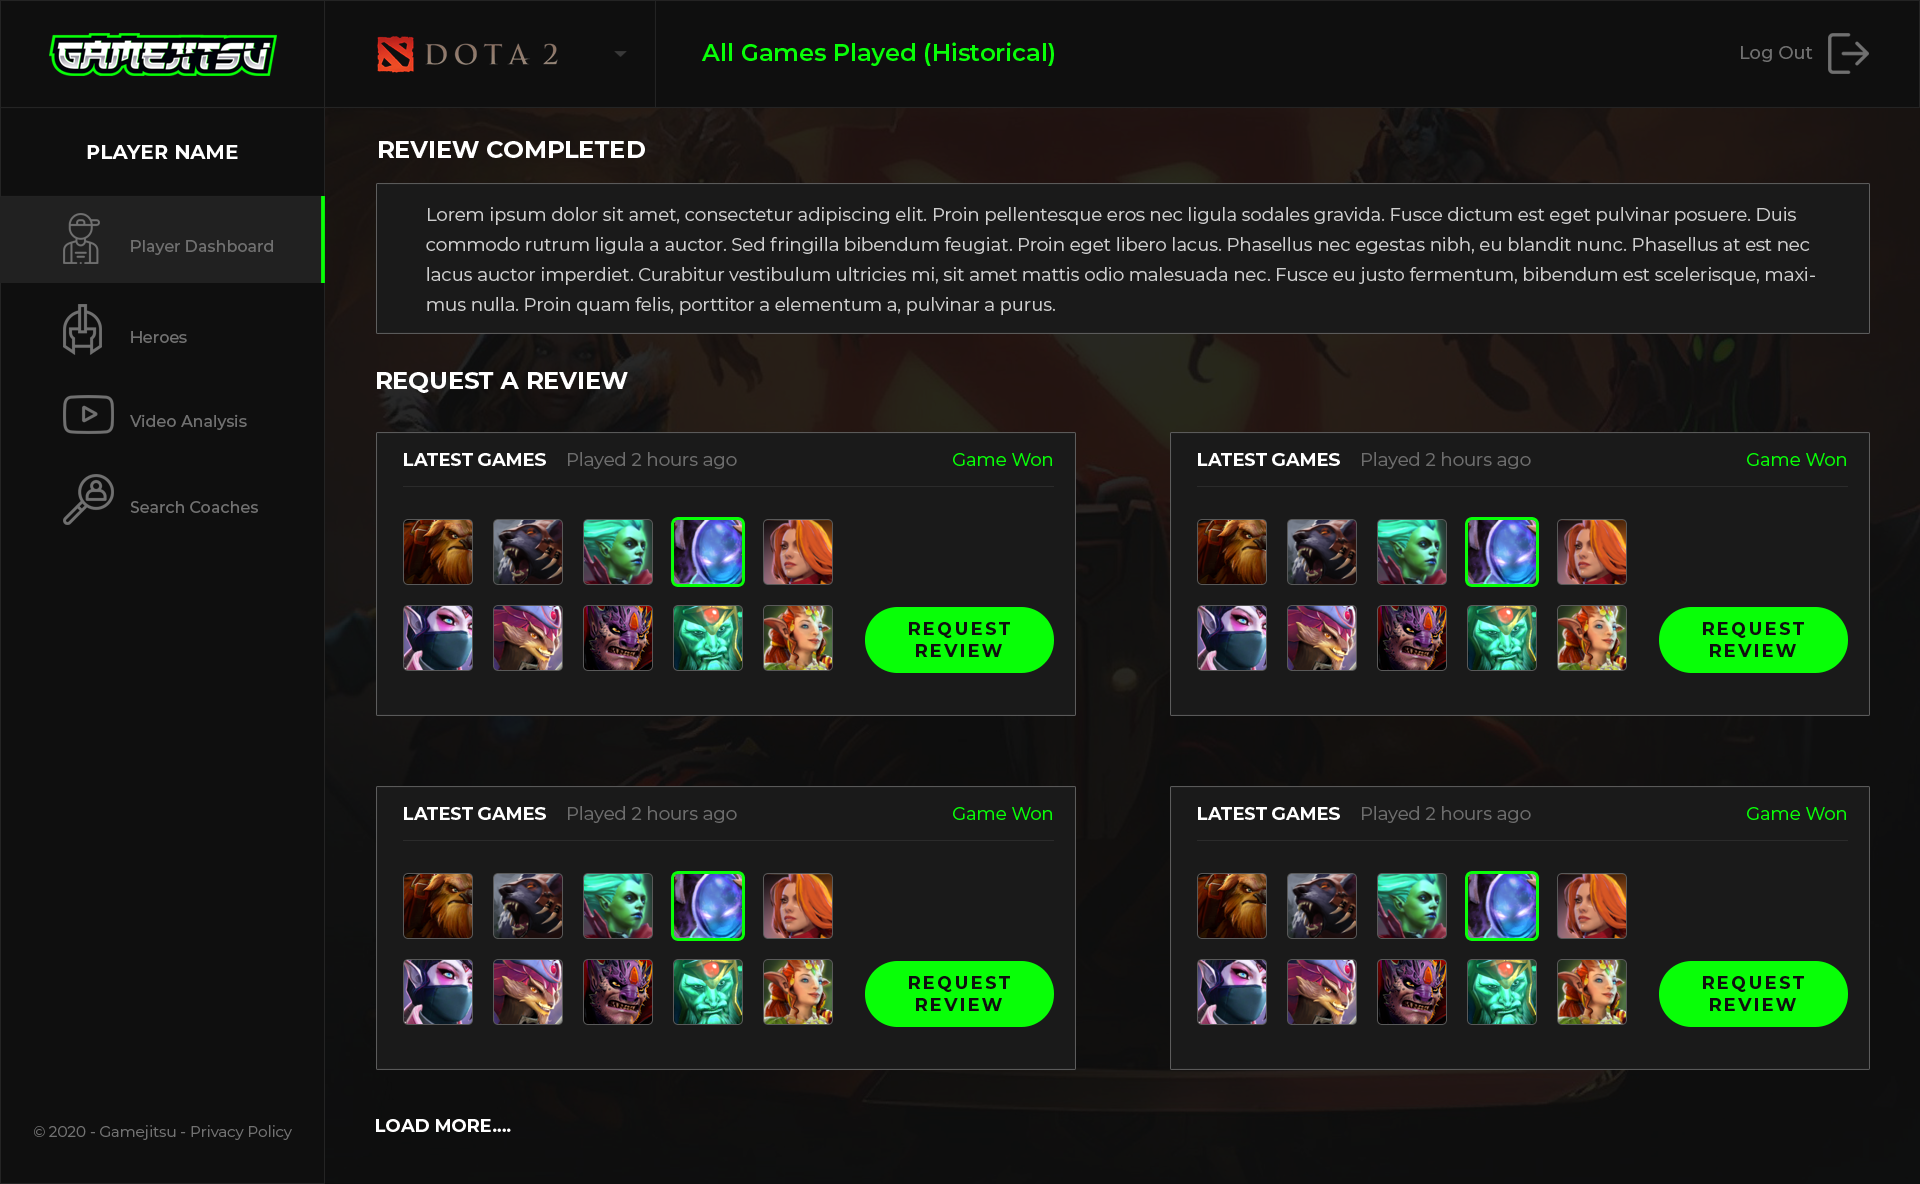 GAMEJITSU
DOTA 2
All Games Played (Historical)
Log Out
PLAYER NAME
Player Dashboard
Heroes
Video Analysis
Search Coaches
© 2020 - Gamejitsu - Privacy Policy
REVIEW COMPLETED
Lorem ipsum dolor sit amet, consectetur adipiscing elit. Proin pellentesque eros nec ligula sodales gravida. Fusce dictum est eget pulvinar posuere. Duis
commodo rutrum ligula a auctor. Sed fringilla bibendum feugiat. Proin eget libero lacus. Phasellus nec egestas nibh, eu blandit nunc. Phasellus at est nec
lacus auctor imperdiet. Curabitur vestibulum ultricies mi, sit amet mattis odio malesuada nec. Fusce eu justo fermentum, bibendum est scelerisque, maxi-
mus nulla. Proin quam felis, porttitor a elementum a, pulvinar a purus.
REQUEST A REVIEW
LATEST GAMES Played 2 hours ago Game Won
REQUEST
REVIEW
LATEST GAMES Played 2 hours ago Game Won
REQUEST
REVIEW
LATEST GAMES Played 2 hours ago Game Won
REQUEST
REVIEW
LATEST GAMES Played 2 hours ago Game Won
REQUEST
REVIEW
LOAD MORE....